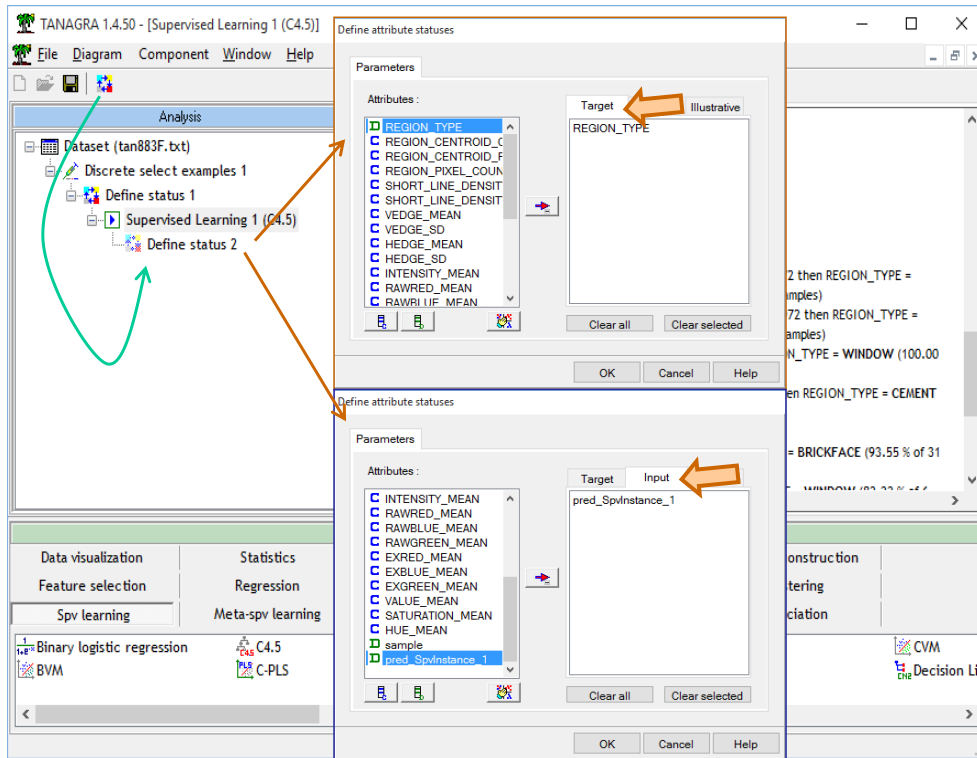 TANAGRA 1.4.50 - [Supervised Learning 1 (C4.5)]
File Diagram Component Window Help
Analysis
Dataset (tan883F.txt)
Discrete select examples 1
Define status 1
Supervised Learning 1 (C4.5)
Define status 2
Define attribute statuses
Parameters
Attributes :
REGION_TYPE
REGION_CENTROID_C
REGION_CENTROID_F
REGION_PIXEL_COUN
SHORT_LINE_DENSIT
SHORT_LINE_DENSIT
VEDGE_MEAN
VEDGE_SD
HEDGE_MEAN
HEDGE_SD
INTENSITY_MEAN
RAWRED_MEAN
RAWBLUE_MEAN
Target Illustrative
REGION_TYPE
Clear all Clear selected
OK Cancel Help
Define attribute statuses
Parameters
Attributes :
INTENSITY_MEAN
RAWRED_MEAN
RAWBLUE_MEAN
RAWGREEN_MEAN
EXRED_MEAN
EXBLUE_MEAN
EXGREEN_MEAN
VALUE_MEAN
SATURATION_MEAN
HUE_MEAN
sample
pred_SpvInstance_1
Target Input
pred_SpvInstance_1
Clear all Clear selected
OK Cancel Help
72 then REGION_TYPE =
mples)
72 then REGION_TYPE =
amples)
N_TYPE = WINDOW (100.00
en REGION_TYPE = CEMENT
= BRICKFACE (93.55 % of 31
Data visualization Statistics onstruction
Feature selection Regression tering
Spv learning Meta-spv learning ciation
Binary logistic regression C4.5 CVM
BVM C-PLS Decision Li